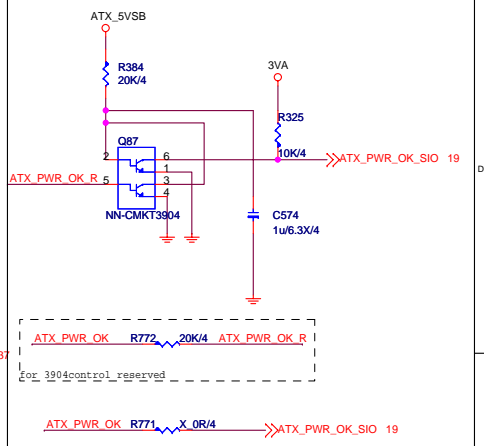 ATX_5VSB
R384
20K/4
3VA
R325
10K/4
Q87
2 6
1
ATX_PWR_OK_SIO 19
D
ATX_PWR_OK_R 5 3
4
NN-CMKT3904
C574
1u/6.3X/4
ATX_PWR_OK R772 20K/4 ATX_PWR_OK_R
37
for 3904control reserved
ATX_PWR_OK R771 X_0R/4 ATX_PWR_OK_SIO 19